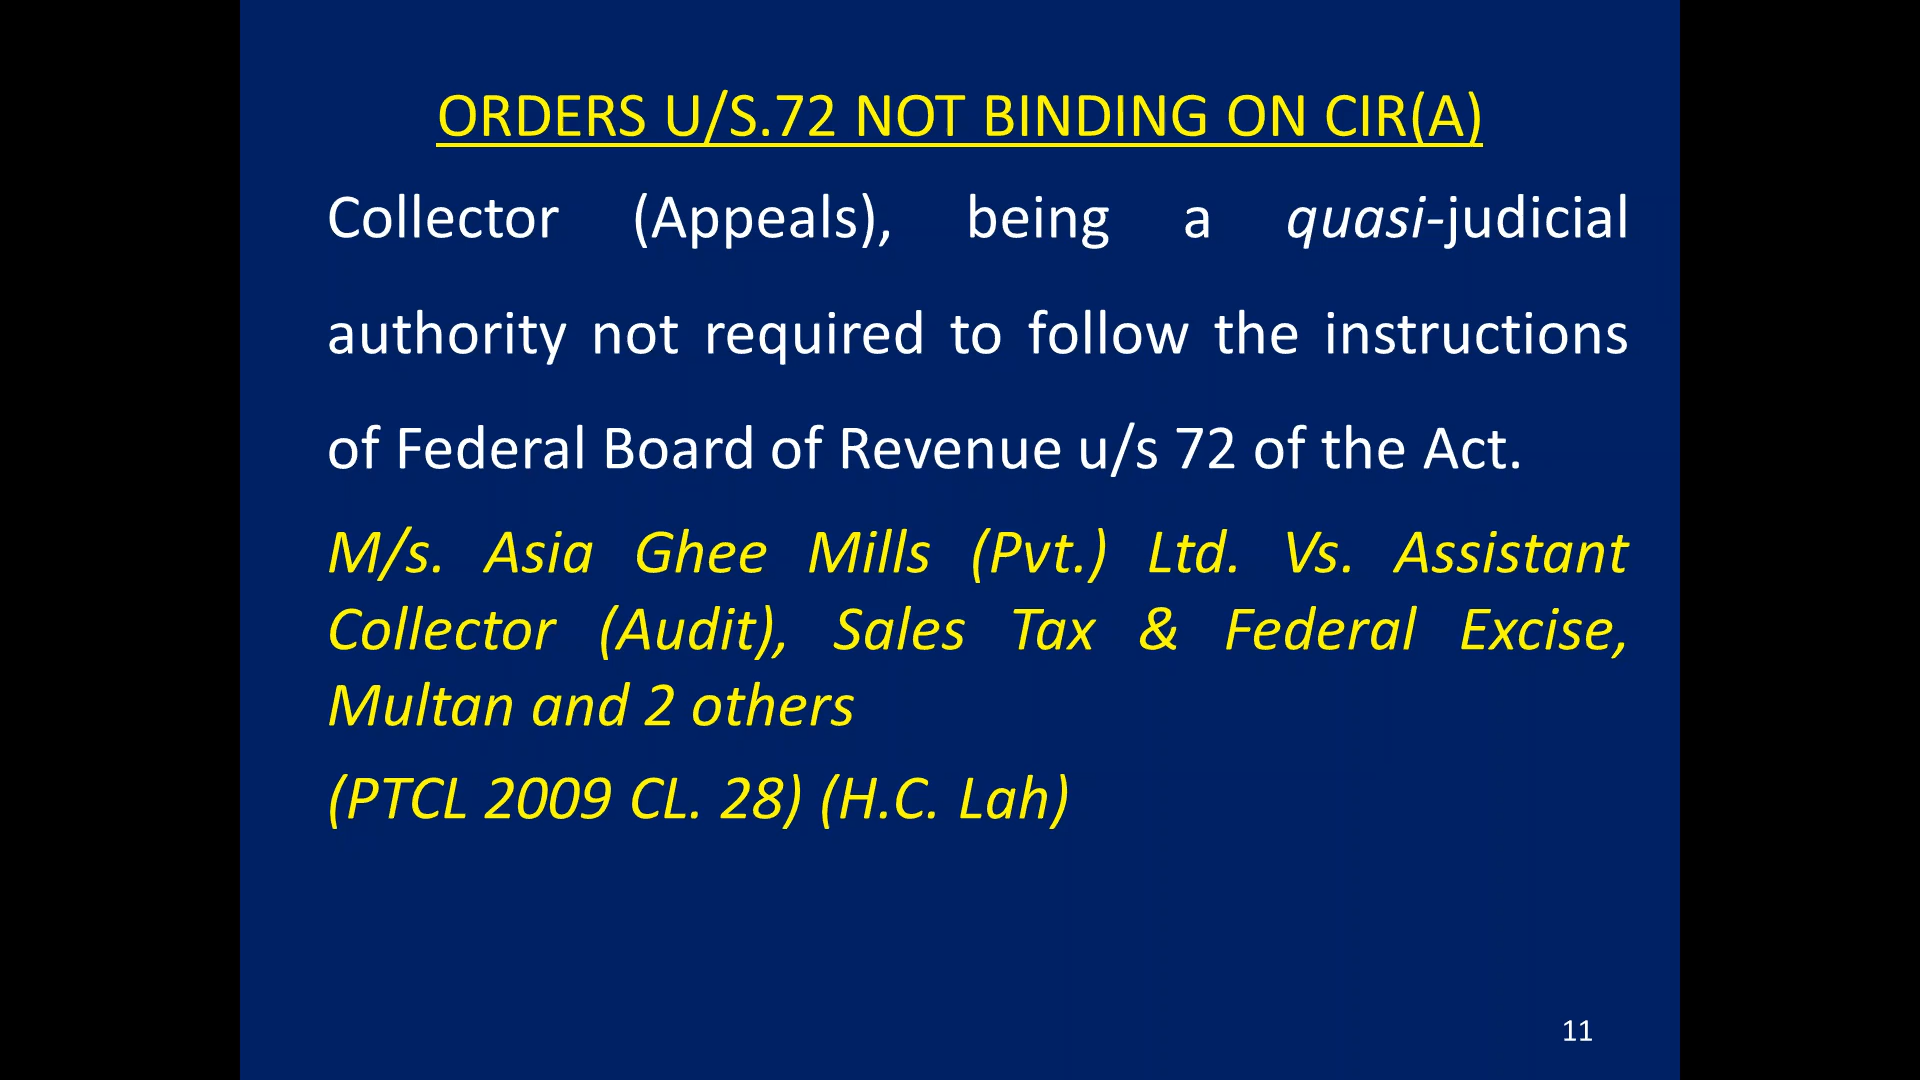 ORDERS U/S.72 NOT BINDING ON CIR(A)
Collector (Appeals), being a quasi-judicial
authority not required to follow the instructions
of Federal Board of Revenue u/s 72 of the Act.
M/s. Asia Ghee Mills (Pvt.) Ltd. Vs. Assistant
Collector (Audit), Sales Tax & Federal Excise,
Multan and 2 others
(PTCL 2009 CL. 28) (H.C. Lah)
11